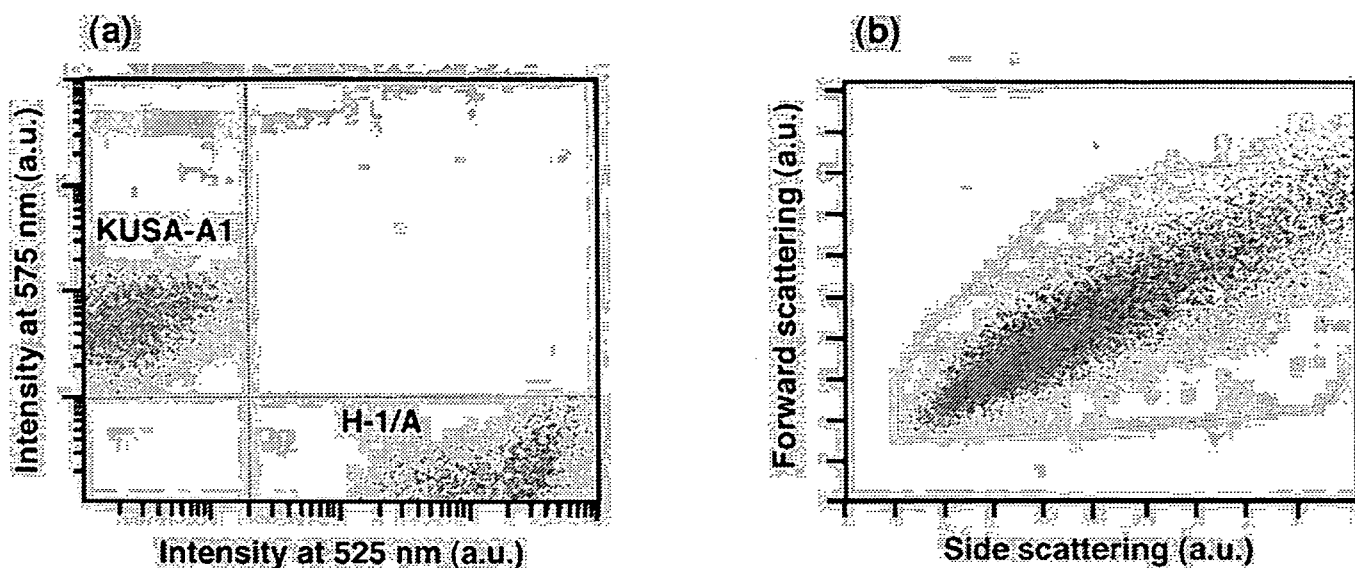 (a)
Intensity at 575 nm (a.u.)
KUSA-A1
H-1/A
Intensity at 525 nm (a.u.)
(b)
Forward scattering (a.u.)
Side scattering (a.u.)